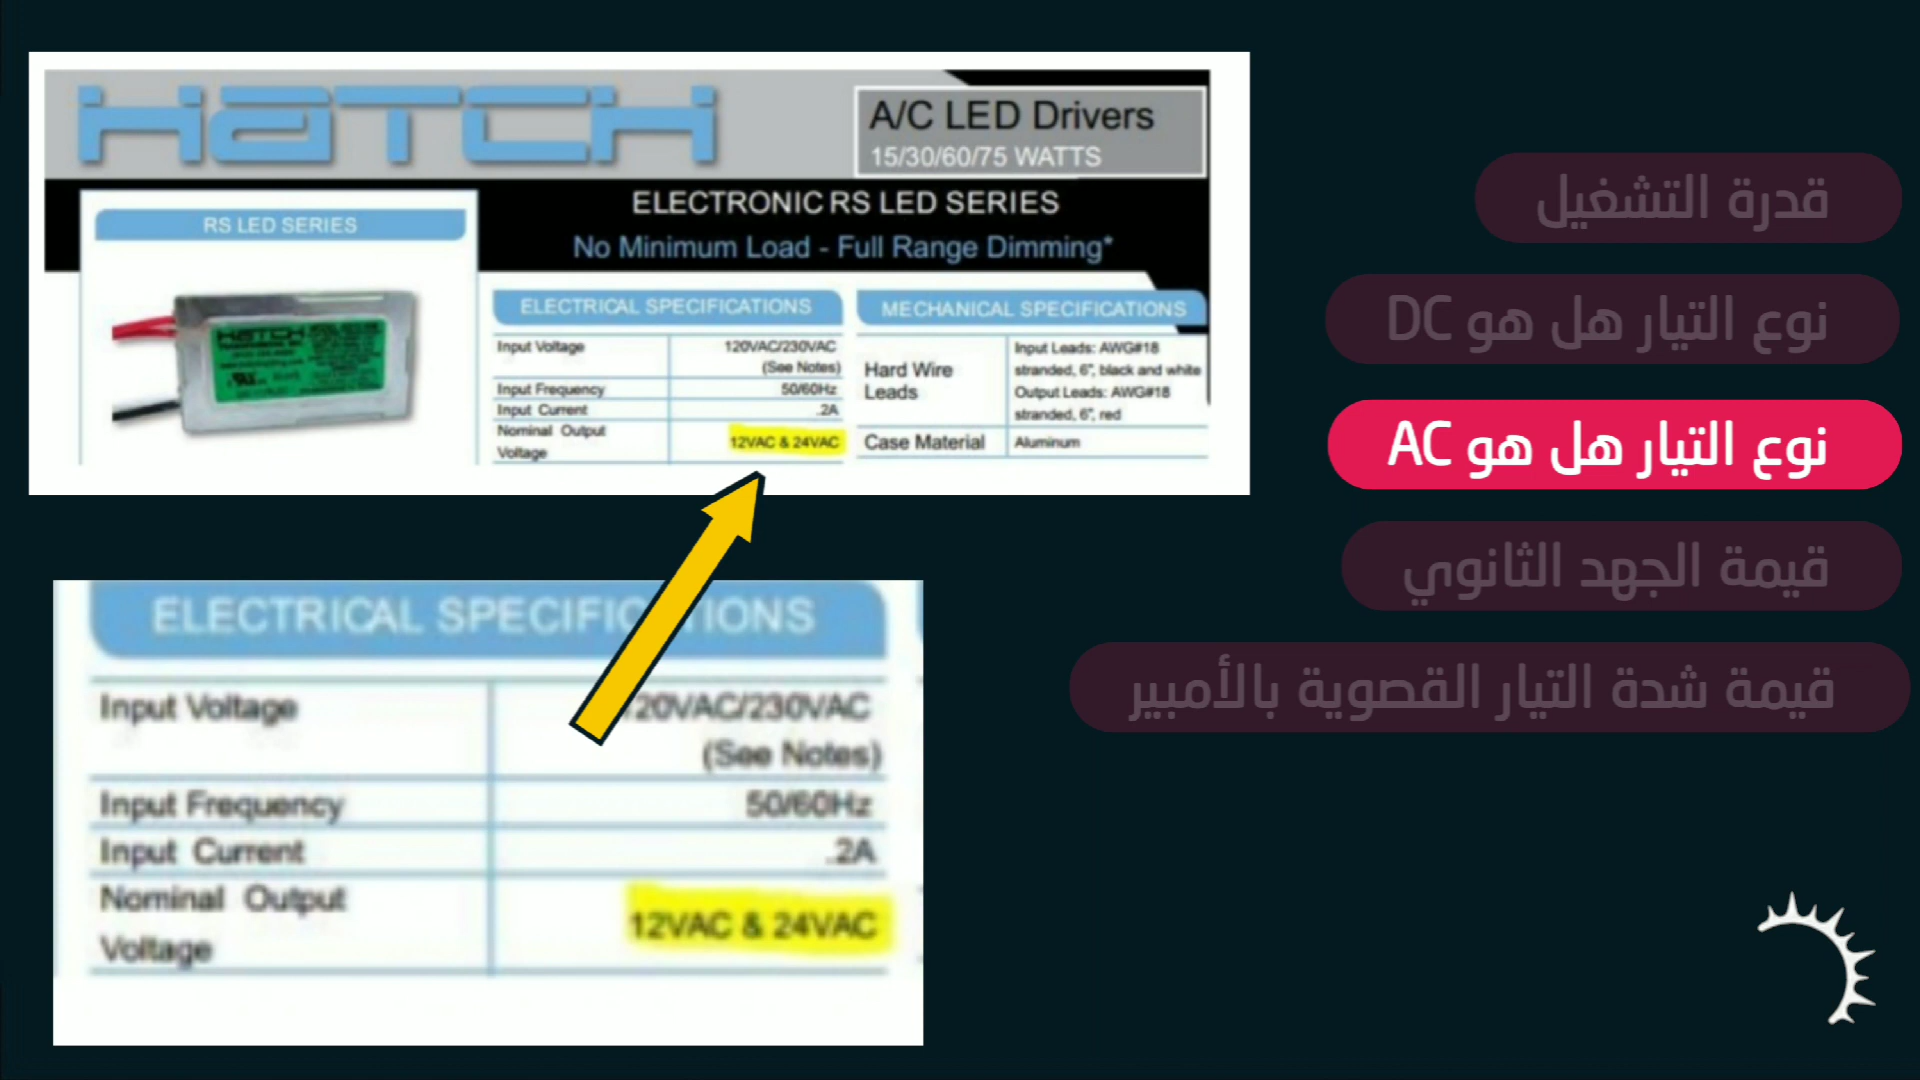 HATCH
A/C LED Drivers
15/30/60/75 WATTS
ELECTRONIC RS LED SERIES
No Minimum Load - Full Range Dimming*
RS LED SERIES
HATCH
ELECTRICAL SPECIFICATIONS
Input Voltage 120VAC/230VAC
(See Notes)
Input Frequency 50/60Hz
Input Current .2A
Nominal Output
Voltage 12VAC & 24VAC
MECHANICAL SPECIFICATIONS
Hard Wire
Leads
Input Leads: AWG#18
stranded, 6", black and white
Output Leads: AWG#18
stranded, 6", red
Case Material Aluminum
ELECTRICAL SPECIFICATIONS
Input Voltage 120VAC/230VAC
(See Notes)
Input Frequency 50/60Hz
Input Current .2A
Nominal Output
Voltage 12VAC & 24VAC
قدرة التشغيل
نوع التيار هل هو DC
نوع التيار هل هو AC
قيمة الجهد الثانوي
قيمة شدة التيار القصوية بالأمبير